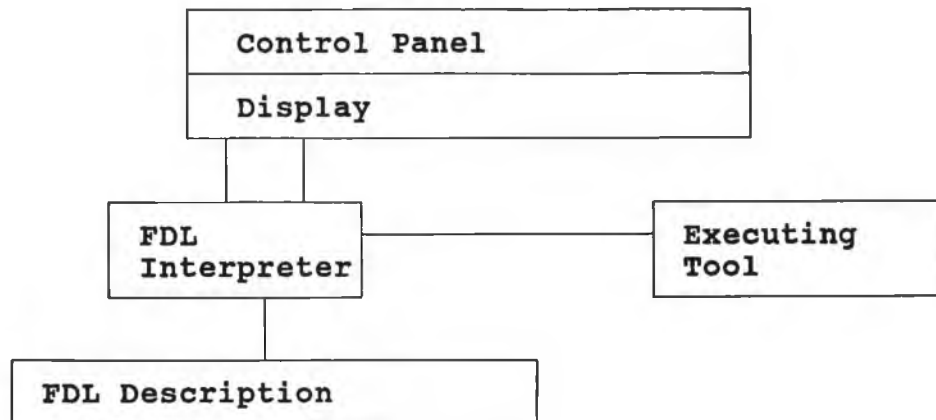 Control Panel
Display
FDL
Interpreter
Executing
Tool
FDL Description